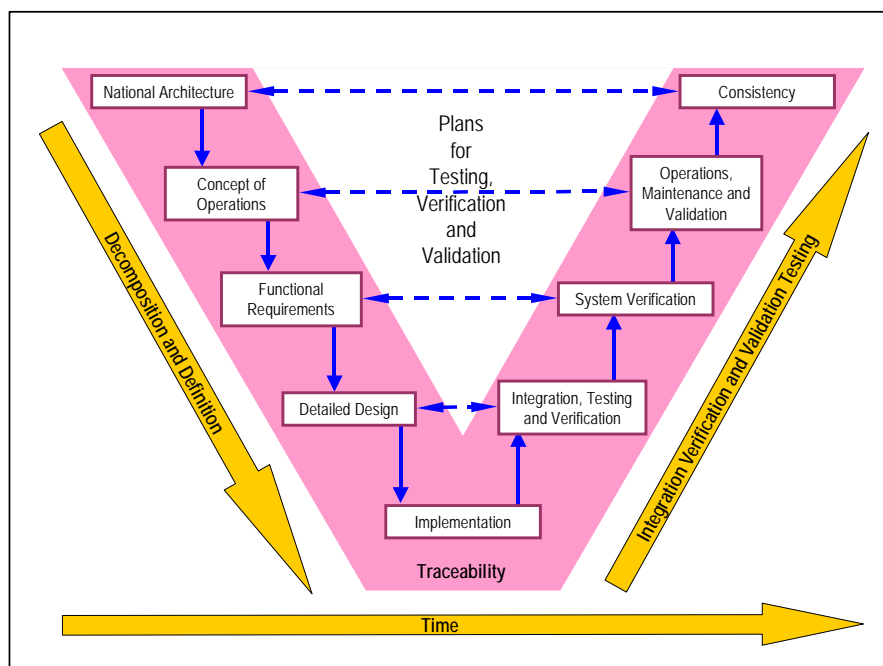 National Architecture
Consistency
Plans
for
Testing,
Verification
and
Validation
Concept of
Operations
Operations,
Maintenance and
Validation
Decomposition and Definition
Functional
Requirements
System Verification
Integration Verification and Validation Testing
Detailed Design
Integration, Testing
and Verification
Implementation
Traceability
Time